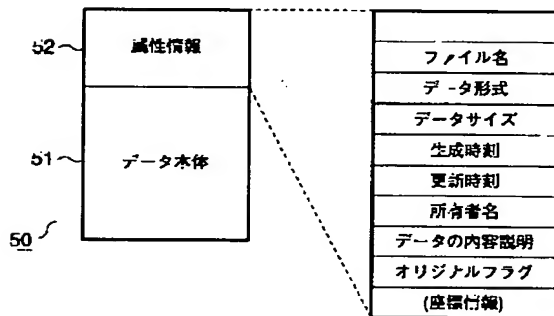 52
属性情報
51
データ本体
50
ファイル名
データ形式
データサイズ
生成時刻
更新時刻
所有者名
データの内容説明
オリジナルフラグ
(座標情報)